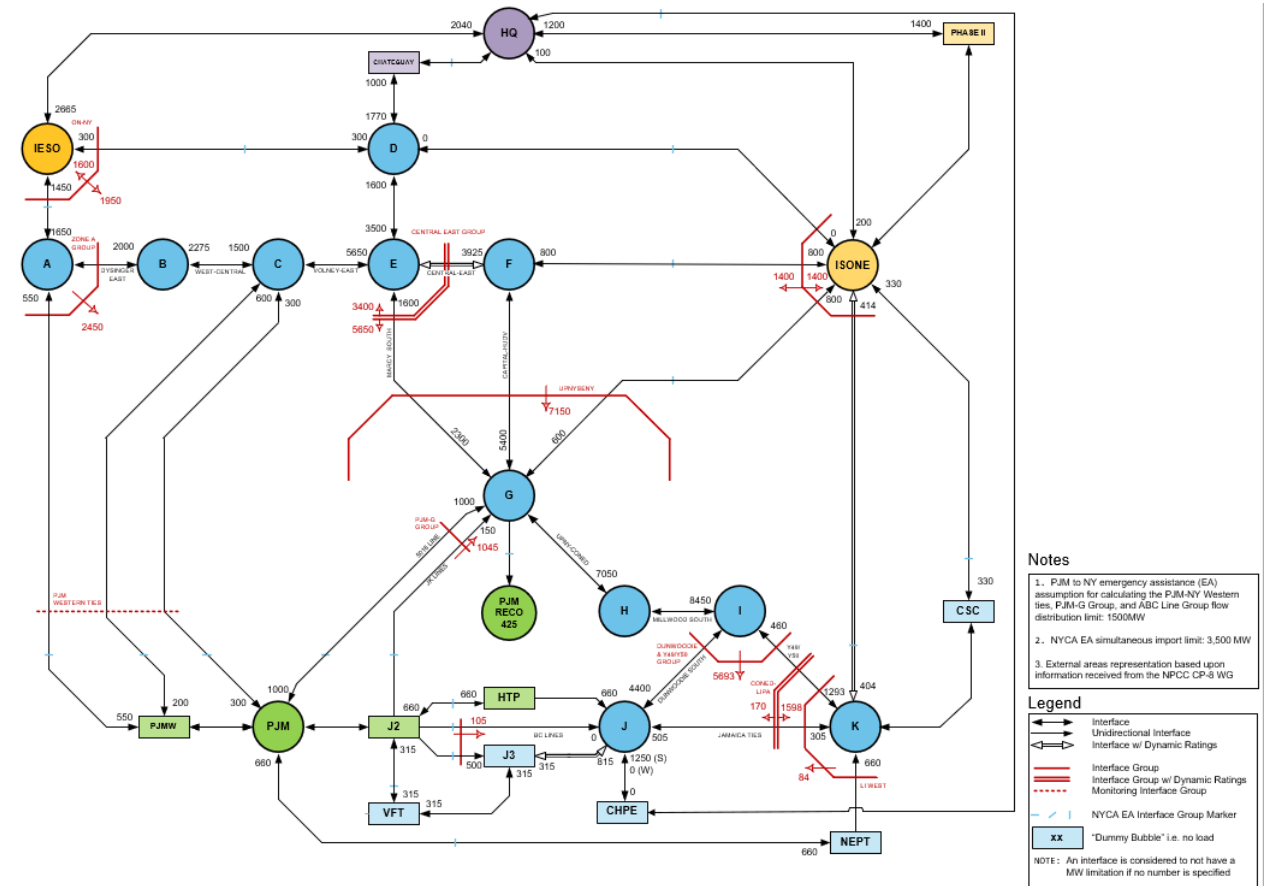 HQ
2040
1200
100
1400
PHASE II
CHATEGUAY
1000
1770
2665
ON-NY
300
IESO
1600
1450
1950
300
D
0
1600
3500
1650
ZONE A
GROUP
A
2000
DYSINGER
EAST
B
2275
WEST-CENTRAL
1500
C
VOLNEY-EAST
5650
E
CENTRAL EAST GROUP
3925
CENTRAL-EAST
F
800
200
0
800
ISONE
1400
1400
800
414
330
550
2450
600
300
3400
5650
1600
MARCY SOUTH
CAPITAL-HUDV
UPNYSENY
7150
2300
5400
600
G
1000
150
PJM-G
GROUP
1045
5018 LINE
JK LINES
UPNY-CONED
PJM
RECO
425
7050
H
8450
MILLWOOD SOUTH
I
460
Y49/
Y50
DUNWOODIE
& Y49/Y59
GROUP
5693
DUNWOODIE SOUTH
CONED-
LIPA
170
1598
1293
404
K
305
660
84
LI WEST
330
CSC
PJM
WESTERN TIES
550
PJMW
200
300
1000
PJM
660
660
J2
315
660
HTP
660
105
BC LINES
500
J3
315
315
315
VFT
315
4400
J
0
815
505
JAMAICA TIES
1250 (S)
0 (W)
0
CHPE
660
NEPT
Notes
1. PJM to NY emergency assistance (EA)
assumption for calculating the PJM-NY Western
ties, PJM-G Group, and ABC Line Group flow
distribution limit: 1500MW
2. NYCA EA simultaneous import limit: 3,500 MW
3. External areas representation based upon
information received from the NPCC CP-8 WG
Legend
Interface
Unidirectional Interface
Interface w/ Dynamic Ratings
Interface Group
Interface Group w/ Dynamic Ratings
Monitoring Interface Group
NYCA EA Interface Group Marker
xx
"Dummy Bubble" i.e. no load
NOTE: An interface is considered to not have a
MW limitation if no number is specified